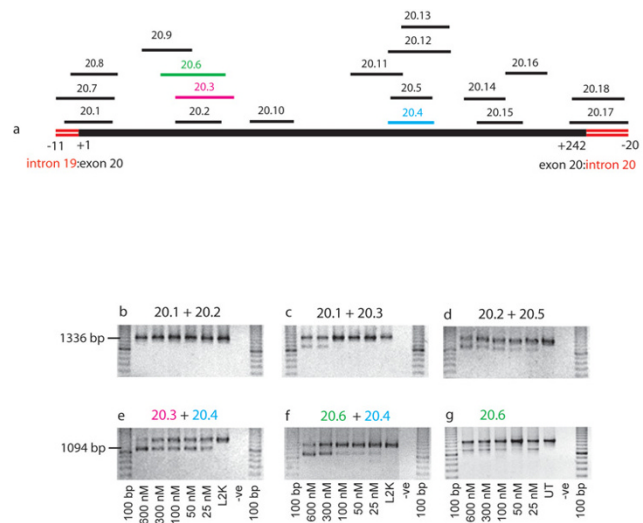 20.13
20.9
20.12
20.8
20.6
20.11
20.16
20.7
20.3
20.5
20.14
20.18
20.1
20.2
20.10
20.4
20.15
20.17
a
-11
+1
+242
-20
intron 19:exon 20
exon 20:intron 20
b 20.1 + 20.2
c 20.1 + 20.3
d 20.2 + 20.5
1336 bp
e 20.3 + 20.4
f 20.6 + 20.4
g 20.6
1094 bp
100 bp 600 nM 300 nM 100 nM 50 nM 25 nM L2K -ve 100 bp
100 bp 600 nM 300 nM 100 nM 50 nM 25 nM L2K -ve 100 bp
100 bp 600 nM 300 nM 100 nM 50 nM 25 nM UT -ve 100 bp